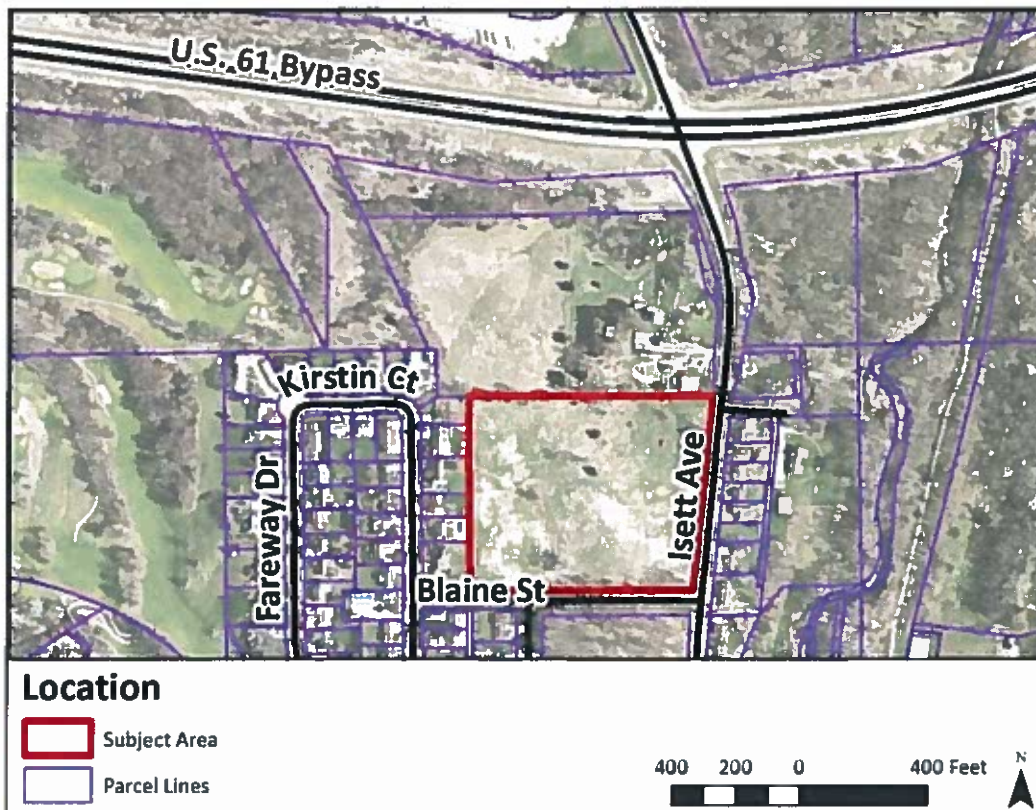 U.S. 61 Bypass
Kirstin Ct
Fareway Dr
Isett Ave
Blaine St
Location
Subject Area
Parcel Lines
400 200 0 400 Feet
N